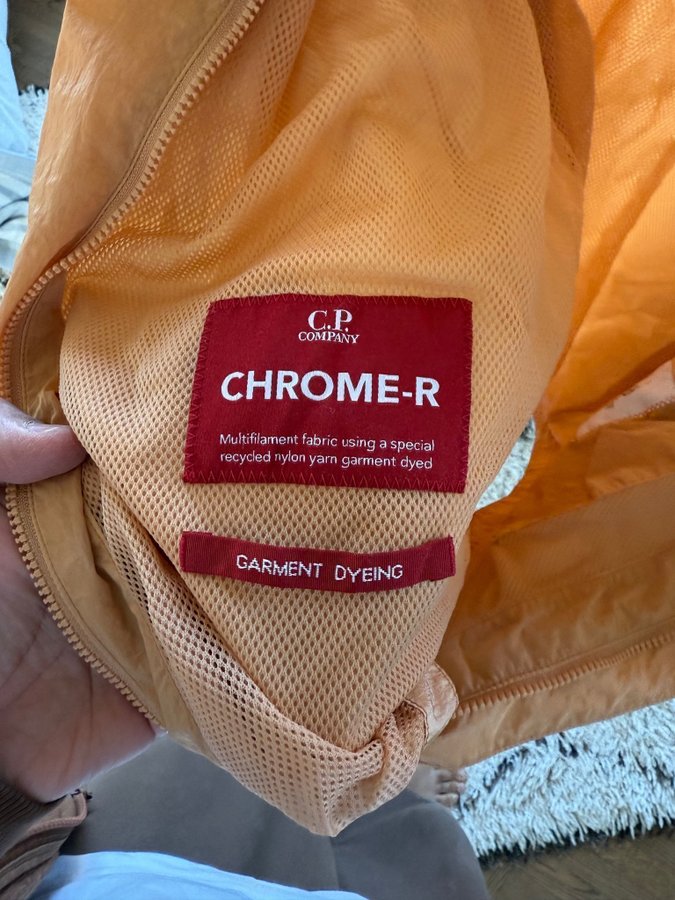 C.P.
COMPANY
CHROME-R
Multifilament fabric using a special
recycled nylon yarn garment dyed
GARMENT DYEING